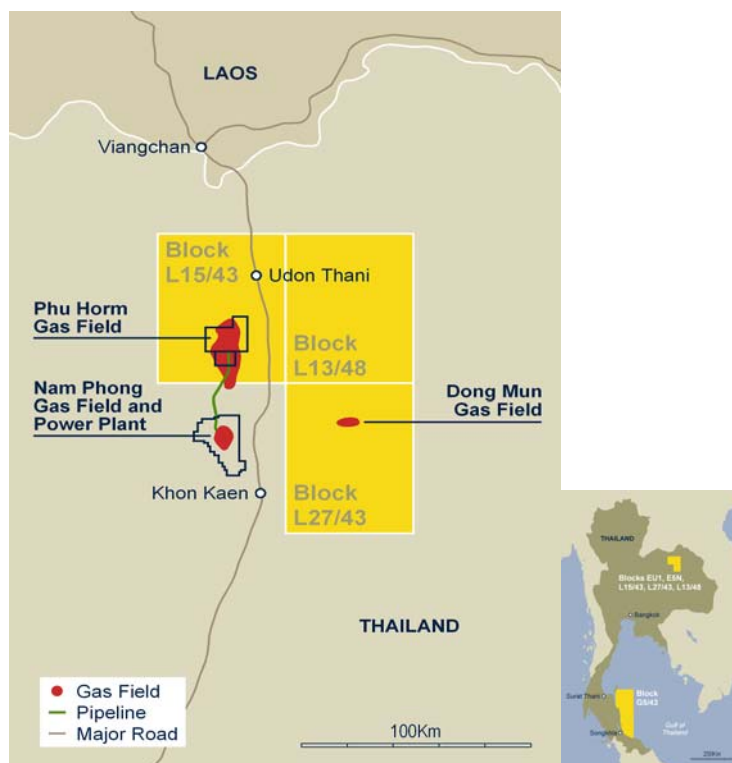 LAOS
Viangchan
Block
L15/43
Udon Thani
Phu Horm
Gas Field
Block
L13/48
Nam Phong
Gas Field and
Power Plant
Dong Mun
Gas Field
Khon Kaen
Block
L27/43
THAILAND
Gas Field
Pipeline
Major Road
100Km
THAILAND
Blocks EU1, E5N,
L15/43, L27/43, L13/48
Bangkok
Surat Thani
Block
G5/43
Gulf of
Thailand
Songkhla
200Km